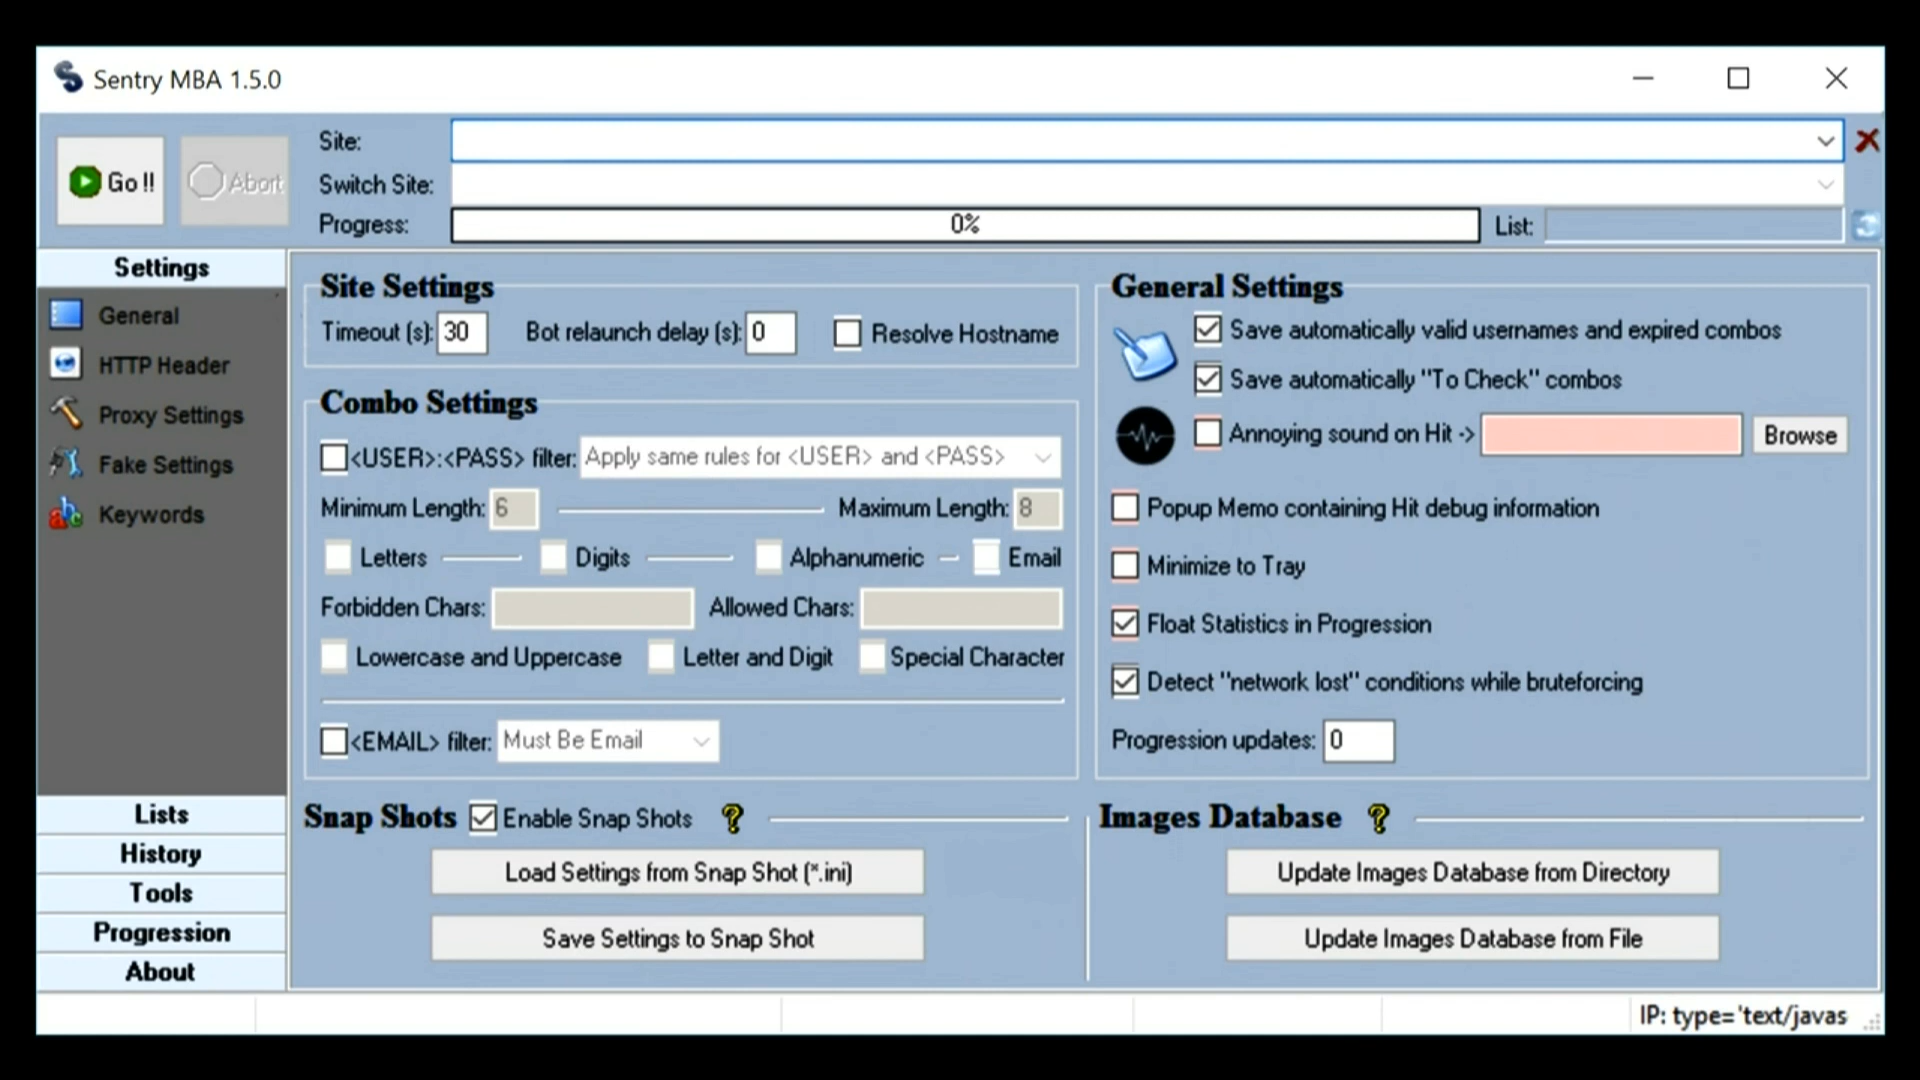 Sentry MBA 1.5.0
Go !!
Abort
Site:
Switch Site:
Progress:
0%
List:
Settings
General
HTTP Header
Proxy Settings
Fake Settings
Keywords
Lists
History
Tools
Progression
About
Site Settings
Timeout (s): 30 Bot relaunch delay (s): 0 Resolve Hostname
Combo Settings
<USER>:<PASS> filter: Apply same rules for <USER> and <PASS>
Minimum Length: 6 Maximum Length: 8
Letters Digits Alphanumeric Email
Forbidden Chars: Allowed Chars:
Lowercase and Uppercase Letter and Digit Special Character
<EMAIL> filter: Must Be Email
General Settings
Save automatically valid usernames and expired combos
Save automatically "To Check" combos
Annoying sound on Hit -> Browse
Popup Memo containing Hit debug information
Minimize to Tray
Float Statistics in Progression
Detect "network lost" conditions while bruteforcing
Progression updates: 0
Snap Shots Enable Snap Shots ?
Load Settings from Snap Shot (*.ini)
Save Settings to Snap Shot
Images Database ?
Update Images Database from Directory
Update Images Database from File
IP: type='text/javas